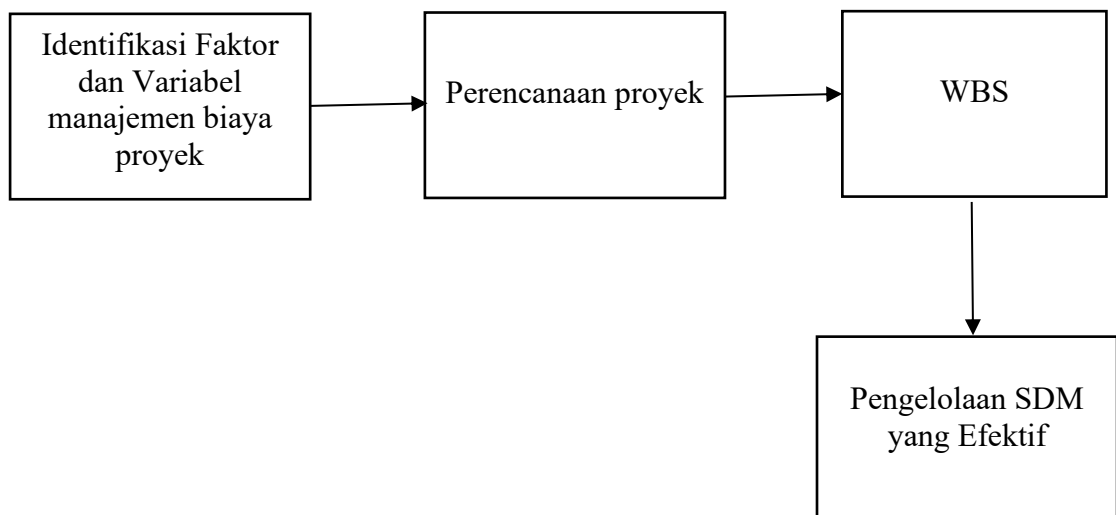 Identifikasi Faktor
dan Variabel
manajemen biaya
proyek
Perencanaan proyek
WBS
Pengelolaan SDM
yang Efektif